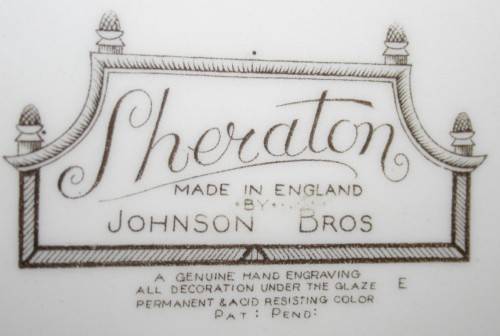 Sheraton
MADE IN ENGLAND
·BY·
JOHNSON BROS
A GENUINE HAND ENGRAVING
ALL DECORATION UNDER THE GLAZE E
PERMANENT & ACID RESISTING COLOR
PAT: PEND: